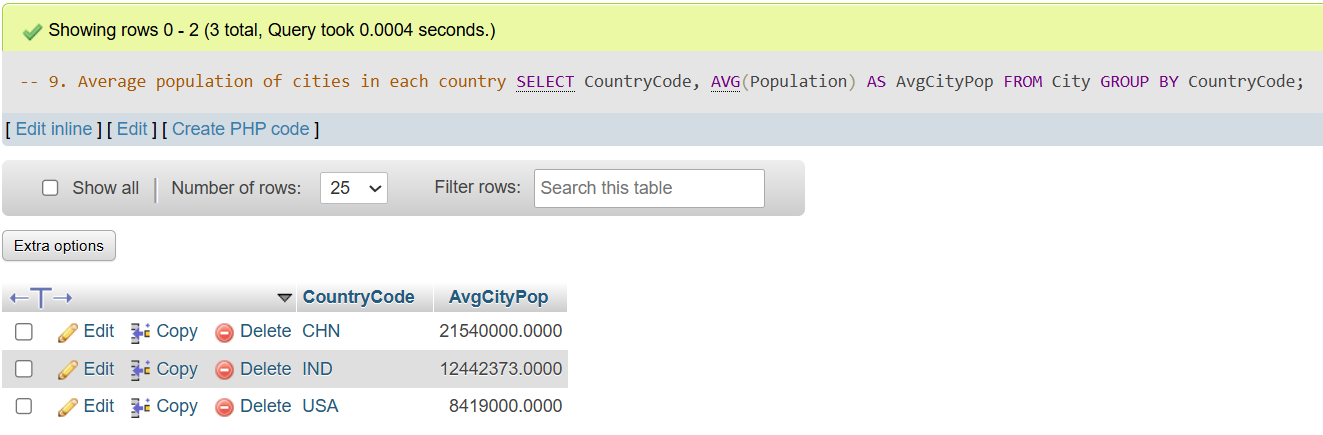 Showing rows 0 - 2 (3 total, Query took 0.0004 seconds.)
-- 9. Average population of cities in each country SELECT CountryCode, AVG(Population) AS AvgCityPop FROM City GROUP BY CountryCode;
[ Edit inline ] [ Edit ] [ Create PHP code ]
Show all | Number of rows: 25 Filter rows: Search this table
Extra options
←T→ CountryCode AvgCityPop
Edit Copy Delete CHN 21540000.0000
Edit Copy Delete IND 12442373.0000
Edit Copy Delete USA 8419000.0000